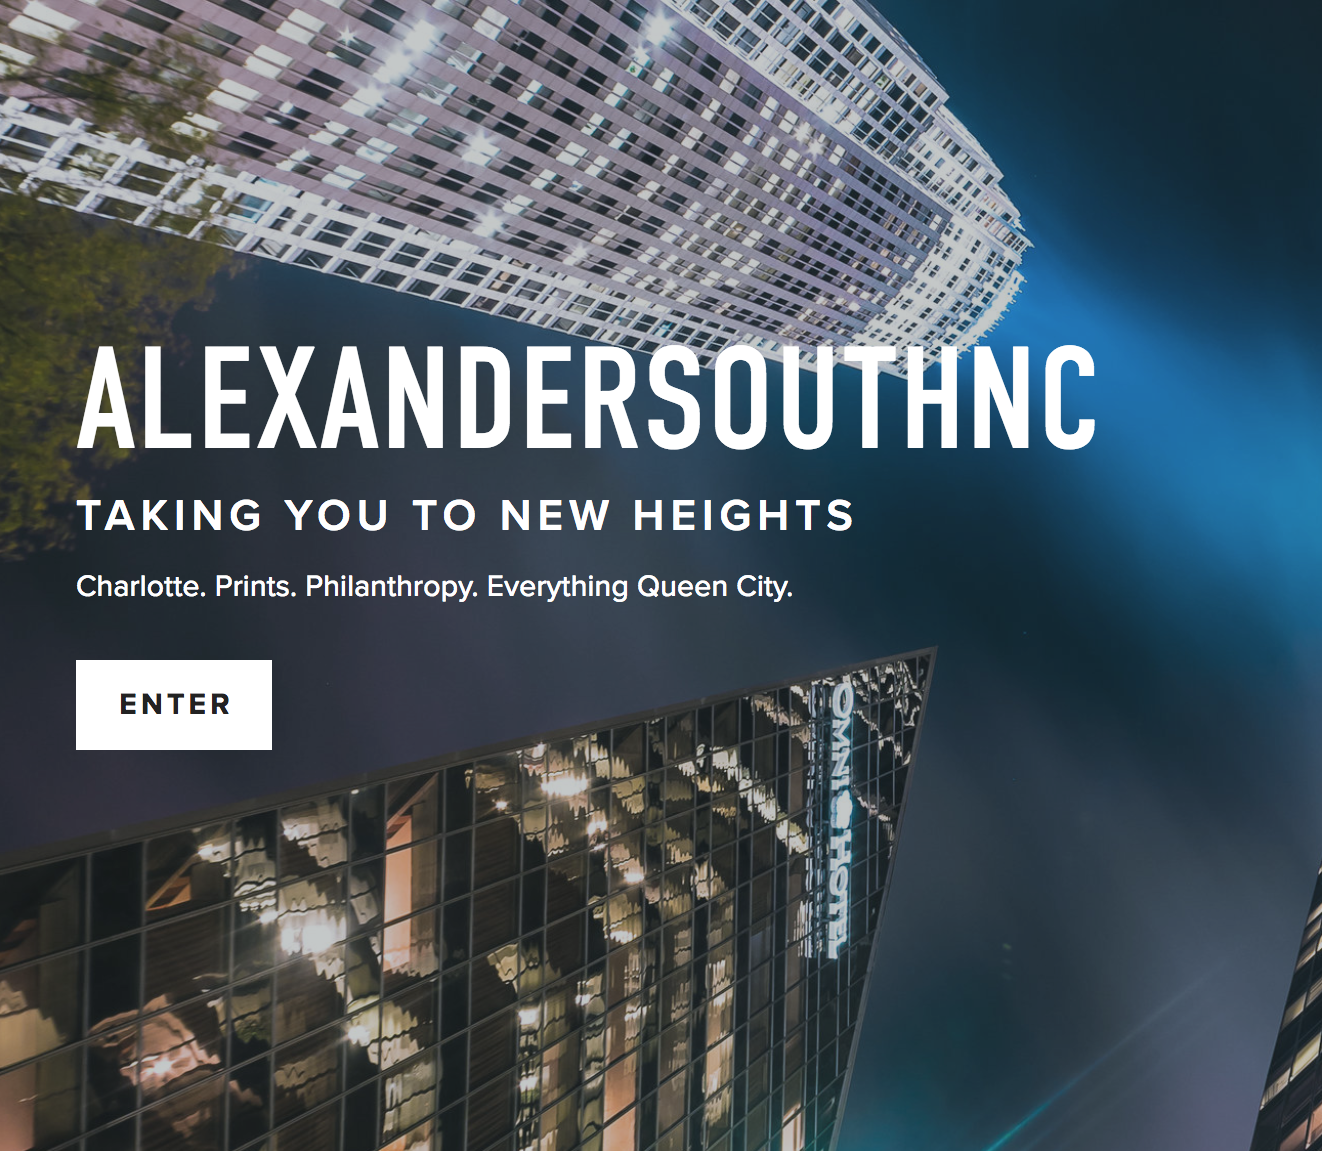 ALEXANDERSOUTHNC
TAKING YOU TO NEW HEIGHTS
Charlotte. Prints. Philanthropy. Everything Queen City.
ENTER
OMNI HOTEL